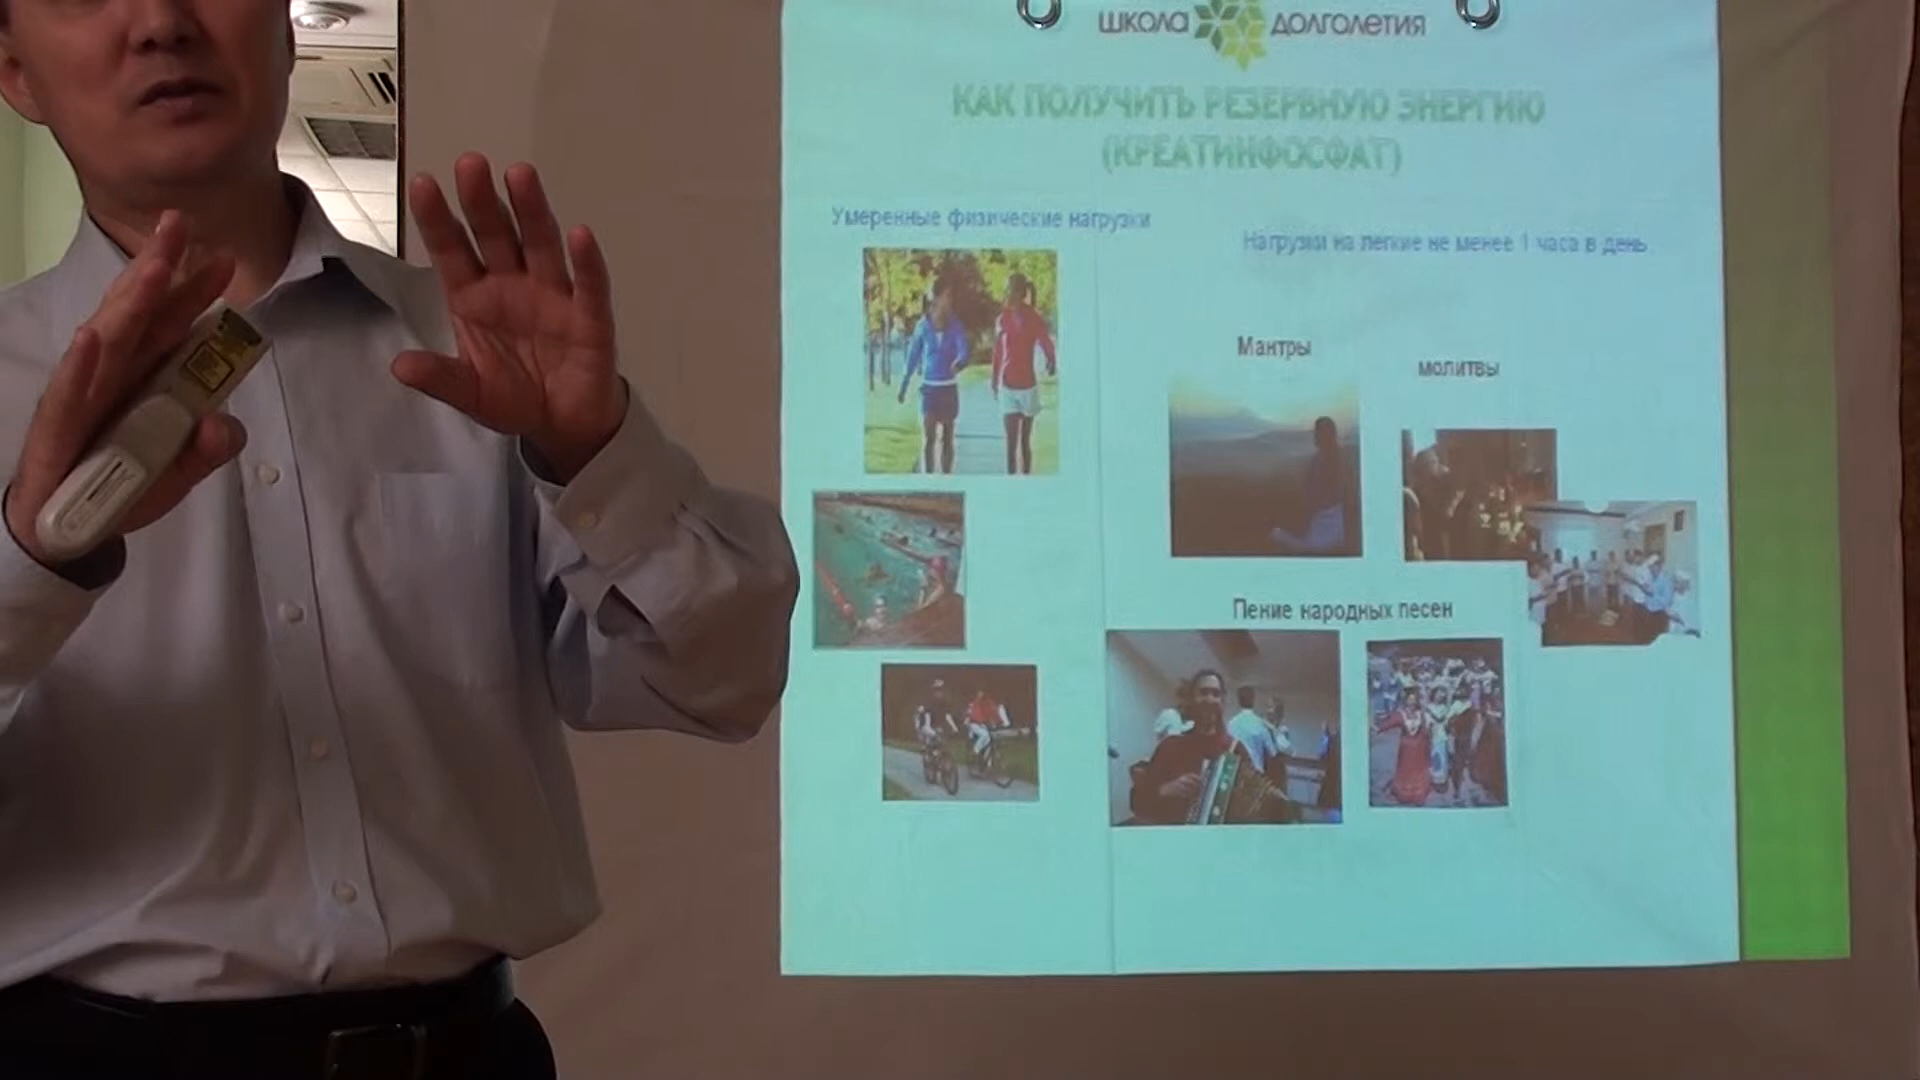 ШКОЛА ДОЛГОЛЕТИЯ
КАК ПОЛУЧИТЬ РЕЗЕРВНУЮ ЭНЕРГИЮ
(КРЕАТИНФОСФАТ)
Умеренные физические нагрузки
Нагрузки на легкие не менее 1 часа в день
Мантры
молитвы
Пение народных песен